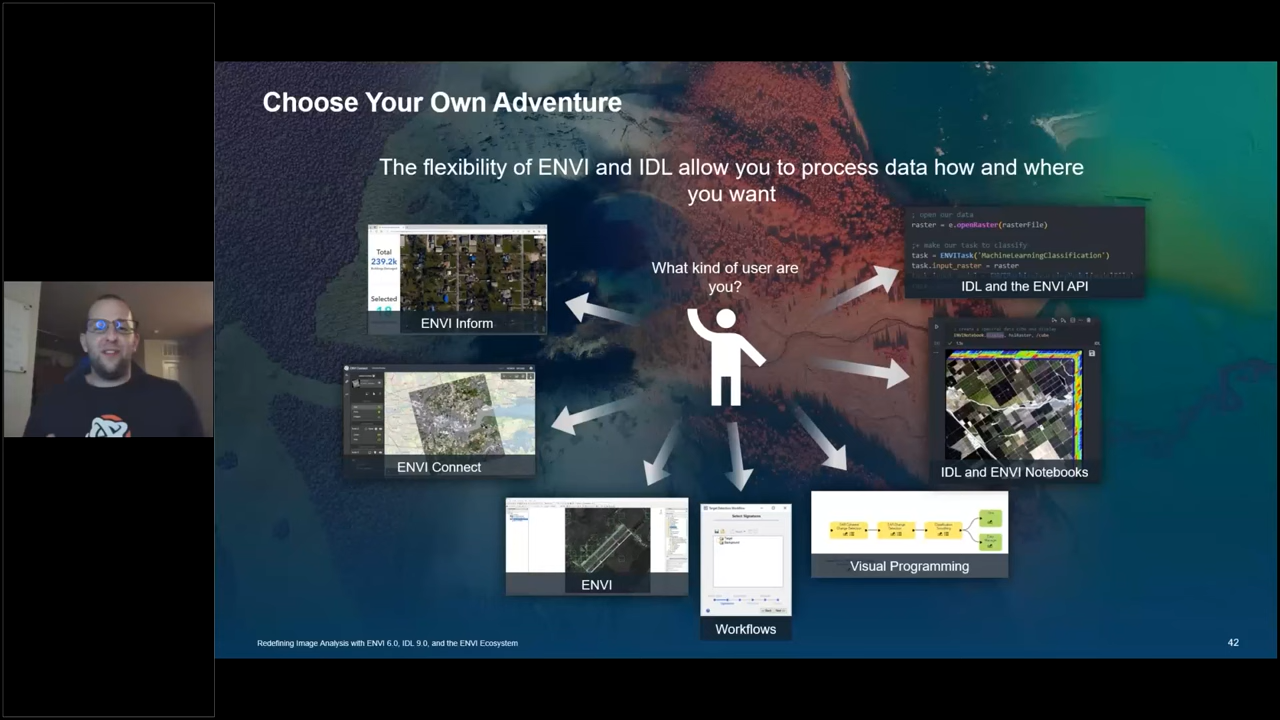 Choose Your Own Adventure
The flexibility of ENVI and IDL allow you to process data how and where
you want
What kind of user are
you?
Total
239.2k
Selected
ENVI Inform
; open our data
raster = e.openRaster(rasterFile)
;+ make our task to classify
task = ENVITask('MachineLearningClassification')
task.input_raster = raster
IDL and the ENVI API
ENVI Connect
IDL and ENVI Notebooks
ENVI
Select Signatures
Workflows
Visual Programming
Redefining Image Analysis with ENVI 6.0, IDL 9.0, and the ENVI Ecosystem
42